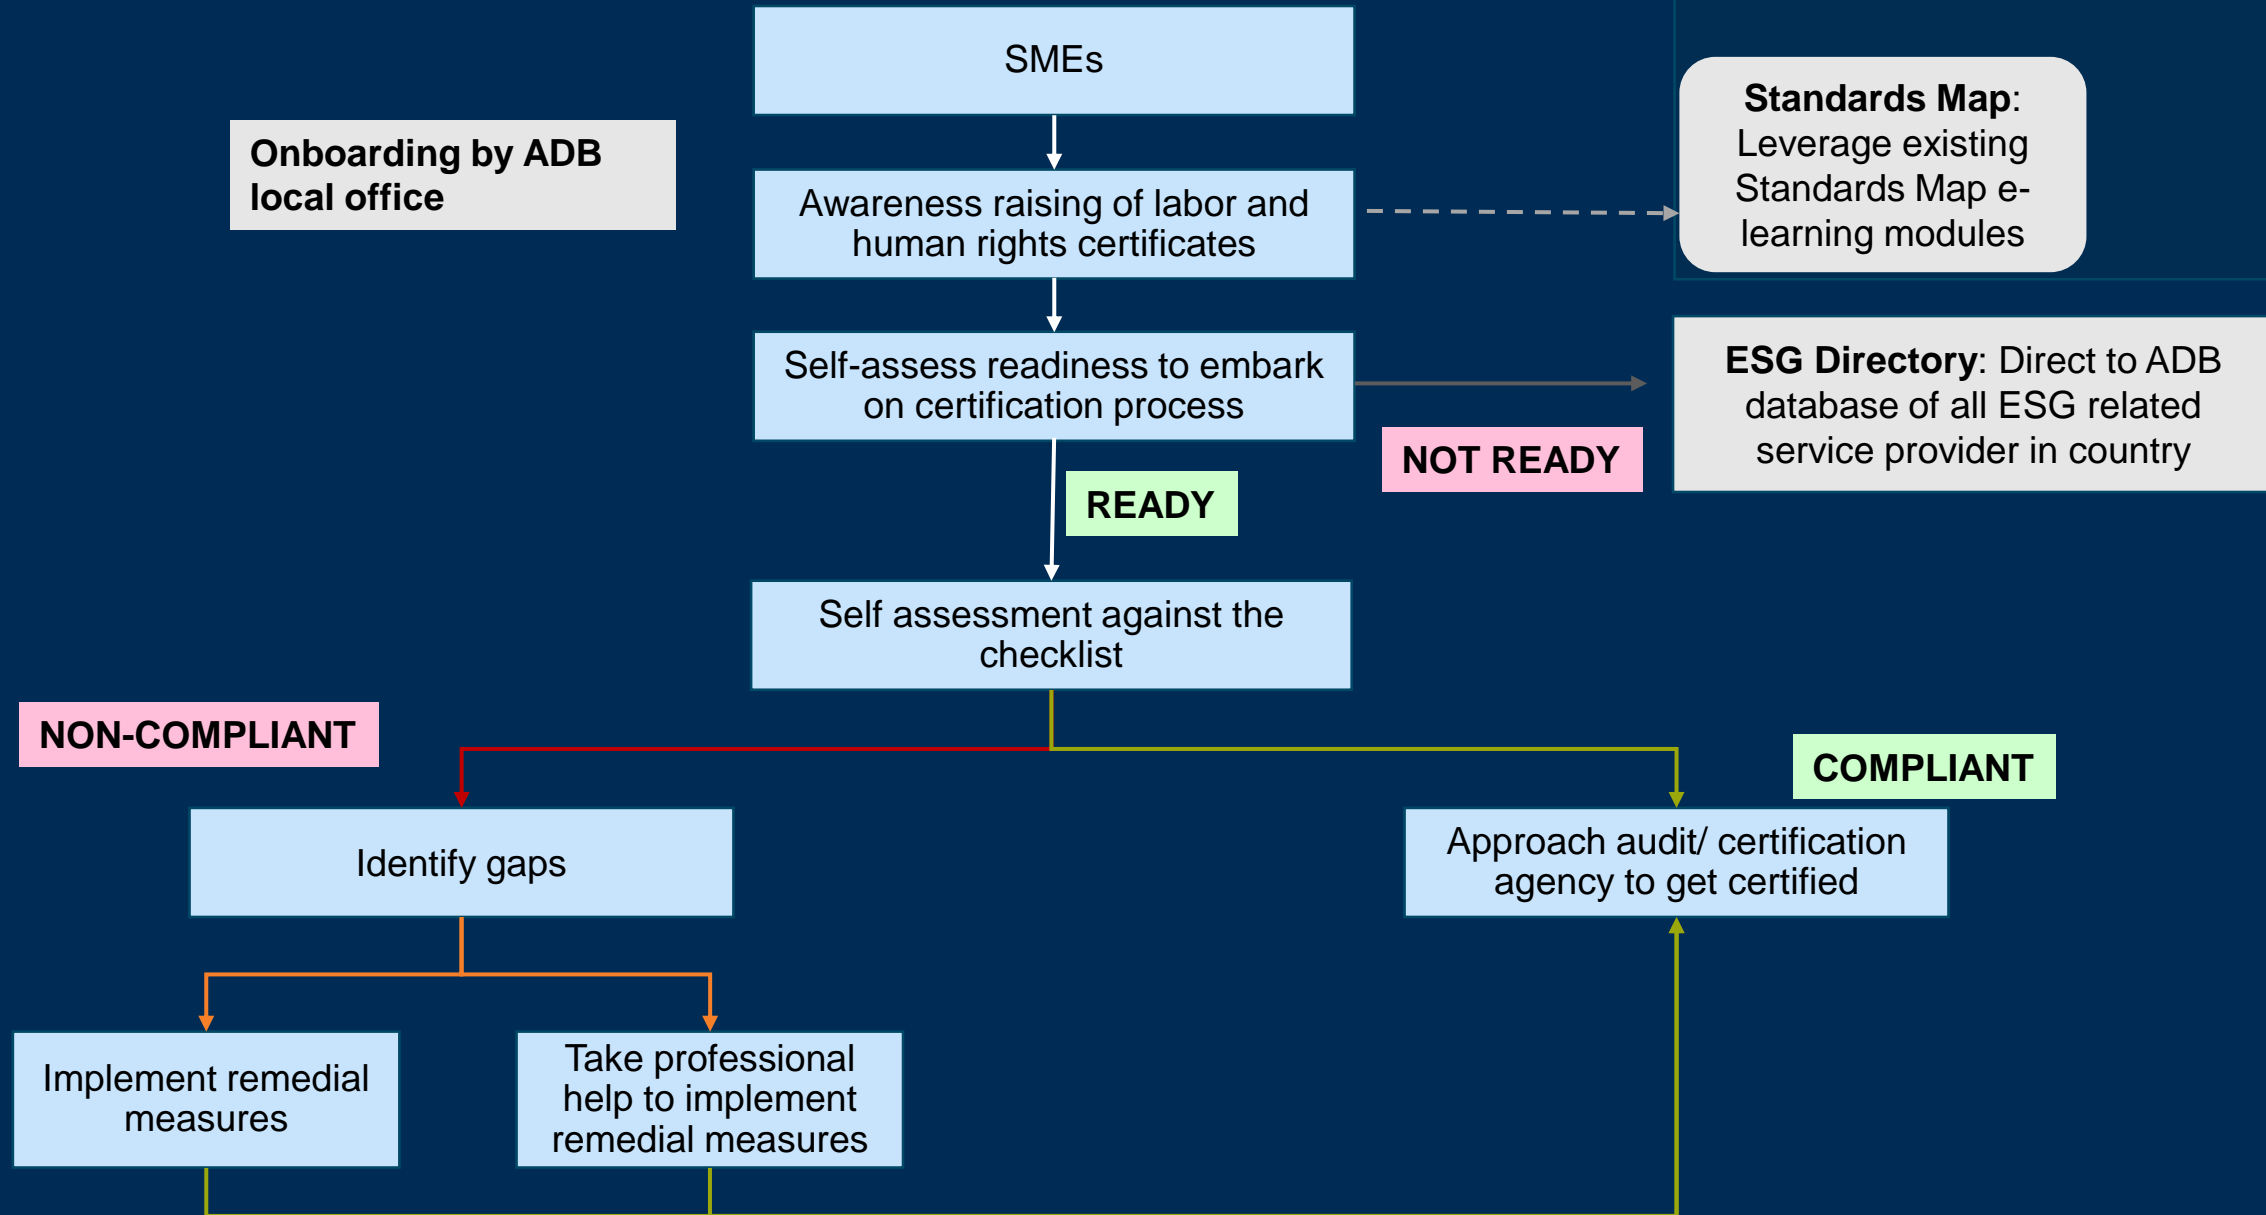 SMEs
Onboarding by ADB
local office
Standards Map:
Leverage existing
Standards Map e-
learning modules
Awareness raising of labor and
human rights certificates
Self-assess readiness to embark
on certification process
ESG Directory: Direct to ADB
database of all ESG related
service provider in country
NOT READY
READY
Self assessment against the
checklist
NON-COMPLIANT
COMPLIANT
Identify gaps
Approach audit/ certification
agency to get certified
Implement remedial
measures
Take professional
help to implement
remedial measures